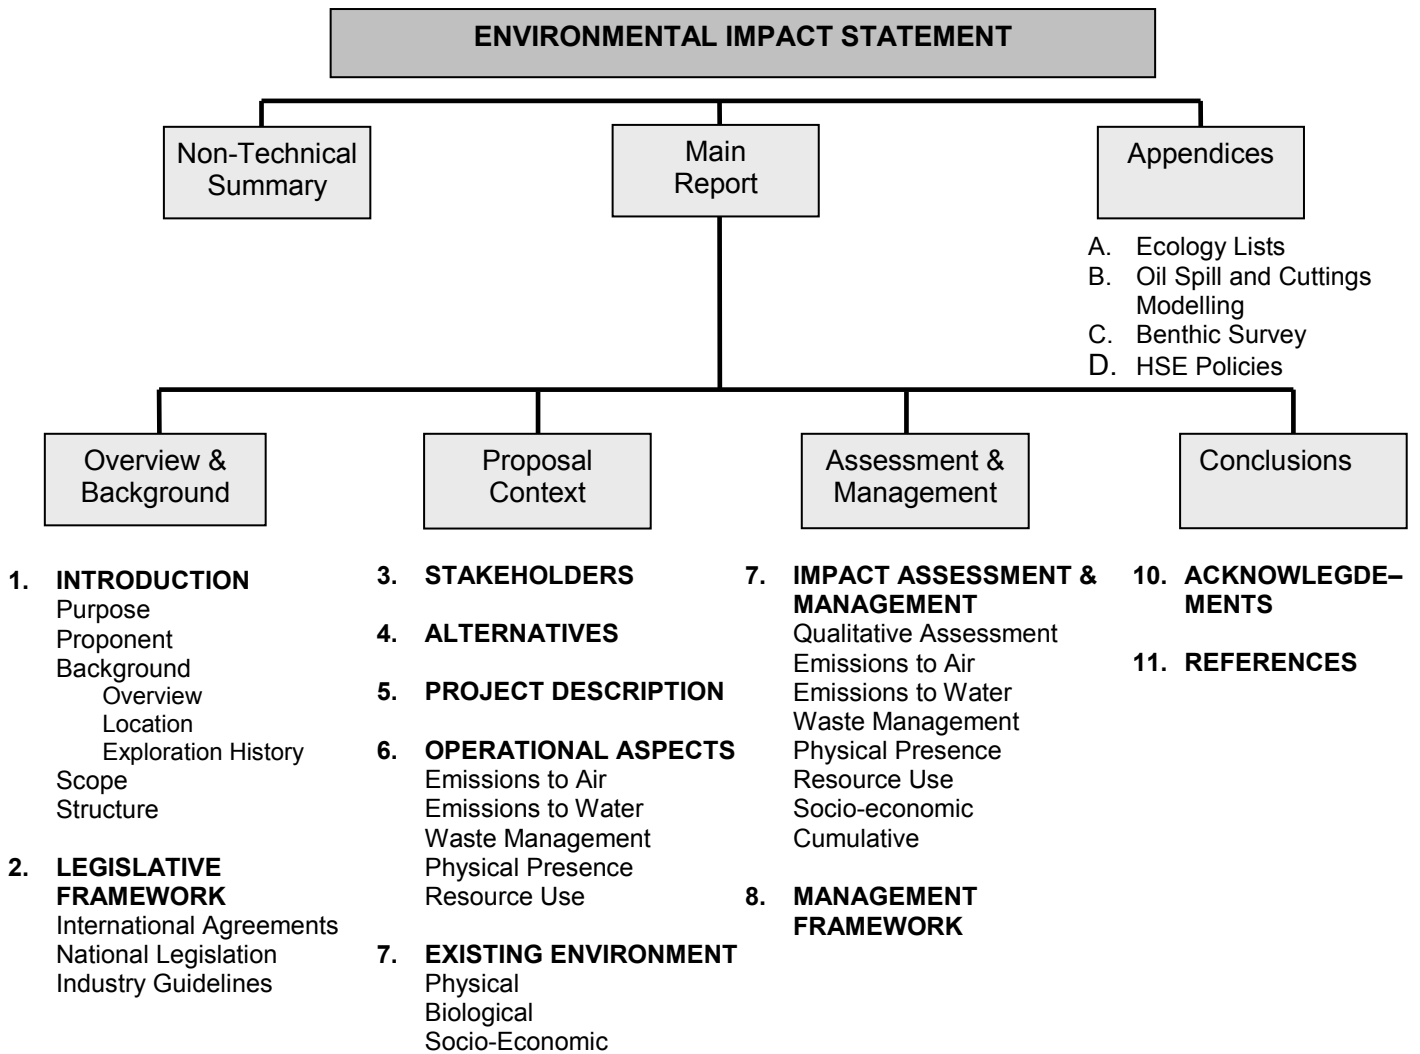 ENVIRONMENTAL IMPACT STATEMENT
Non-Technical
Summary
Main
Report
Appendices
A. Ecology Lists
B. Oil Spill and Cuttings
Modelling
C. Benthic Survey
D. HSE Policies
Overview &
Background
Proposal
Context
Assessment &
Management
Conclusions
1. INTRODUCTION
Purpose
Proponent
Background
Overview
Location
Exploration History
Scope
Structure
2. LEGISLATIVE
FRAMEWORK
International Agreements
National Legislation
Industry Guidelines
3. STAKEHOLDERS
4. ALTERNATIVES
5. PROJECT DESCRIPTION
6. OPERATIONAL ASPECTS
Emissions to Air
Emissions to Water
Waste Management
Physical Presence
Resource Use
7. EXISTING ENVIRONMENT
Physical
Biological
Socio-Economic
7. IMPACT ASSESSMENT &
MANAGEMENT
Qualitative Assessment
Emissions to Air
Emissions to Water
Waste Management
Physical Presence
Resource Use
Socio-economic
Cumulative
8. MANAGEMENT
FRAMEWORK
10. ACKNOWLEGDE–
MENTS
11. REFERENCES